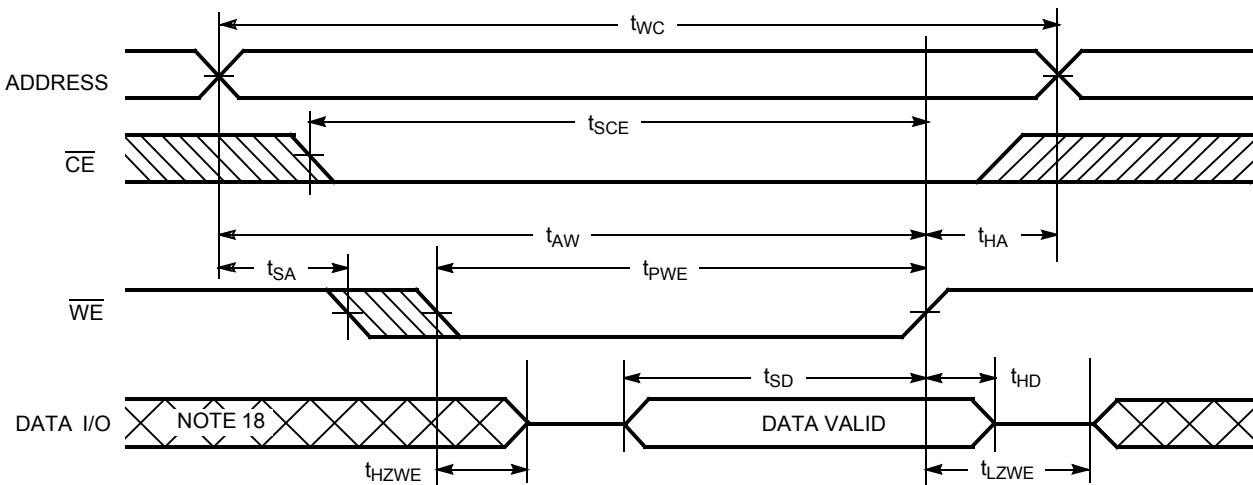 tWC
ADDRESS
tSCE
CE
tAW
tHA
tSA
tPWE
WE
tSD
tHD
DATA I/O
NOTE 18
DATA VALID
tHZWE
tLZWE